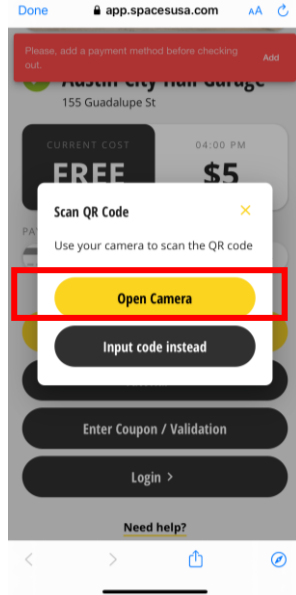 Done
app.spacesusa.com
AA
Please, add a payment method before checking
out.
Add
Austin City Hall Garage
155 Guadalupe St
CURRENT COST
04:00 PM
FREE
$5
Scan QR Code
Use your camera to scan the QR code
Open Camera
Input code instead
Enter Coupon / Validation
Login >
Need help?